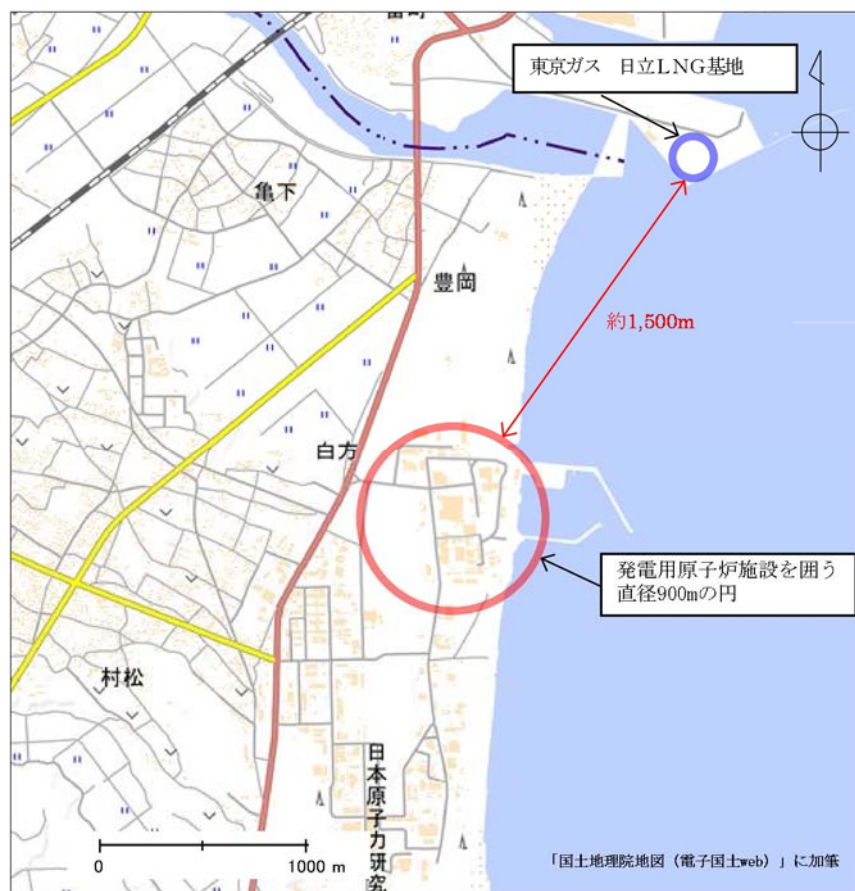 東京ガス 日立LNG基地
亀下
豊岡
約1,500m
白方
発電用原子炉施設を囲う
直径900mの円
村松
日本原子力研究
0 1000 m
「国土地理院地図（電子国土web）」に加筆